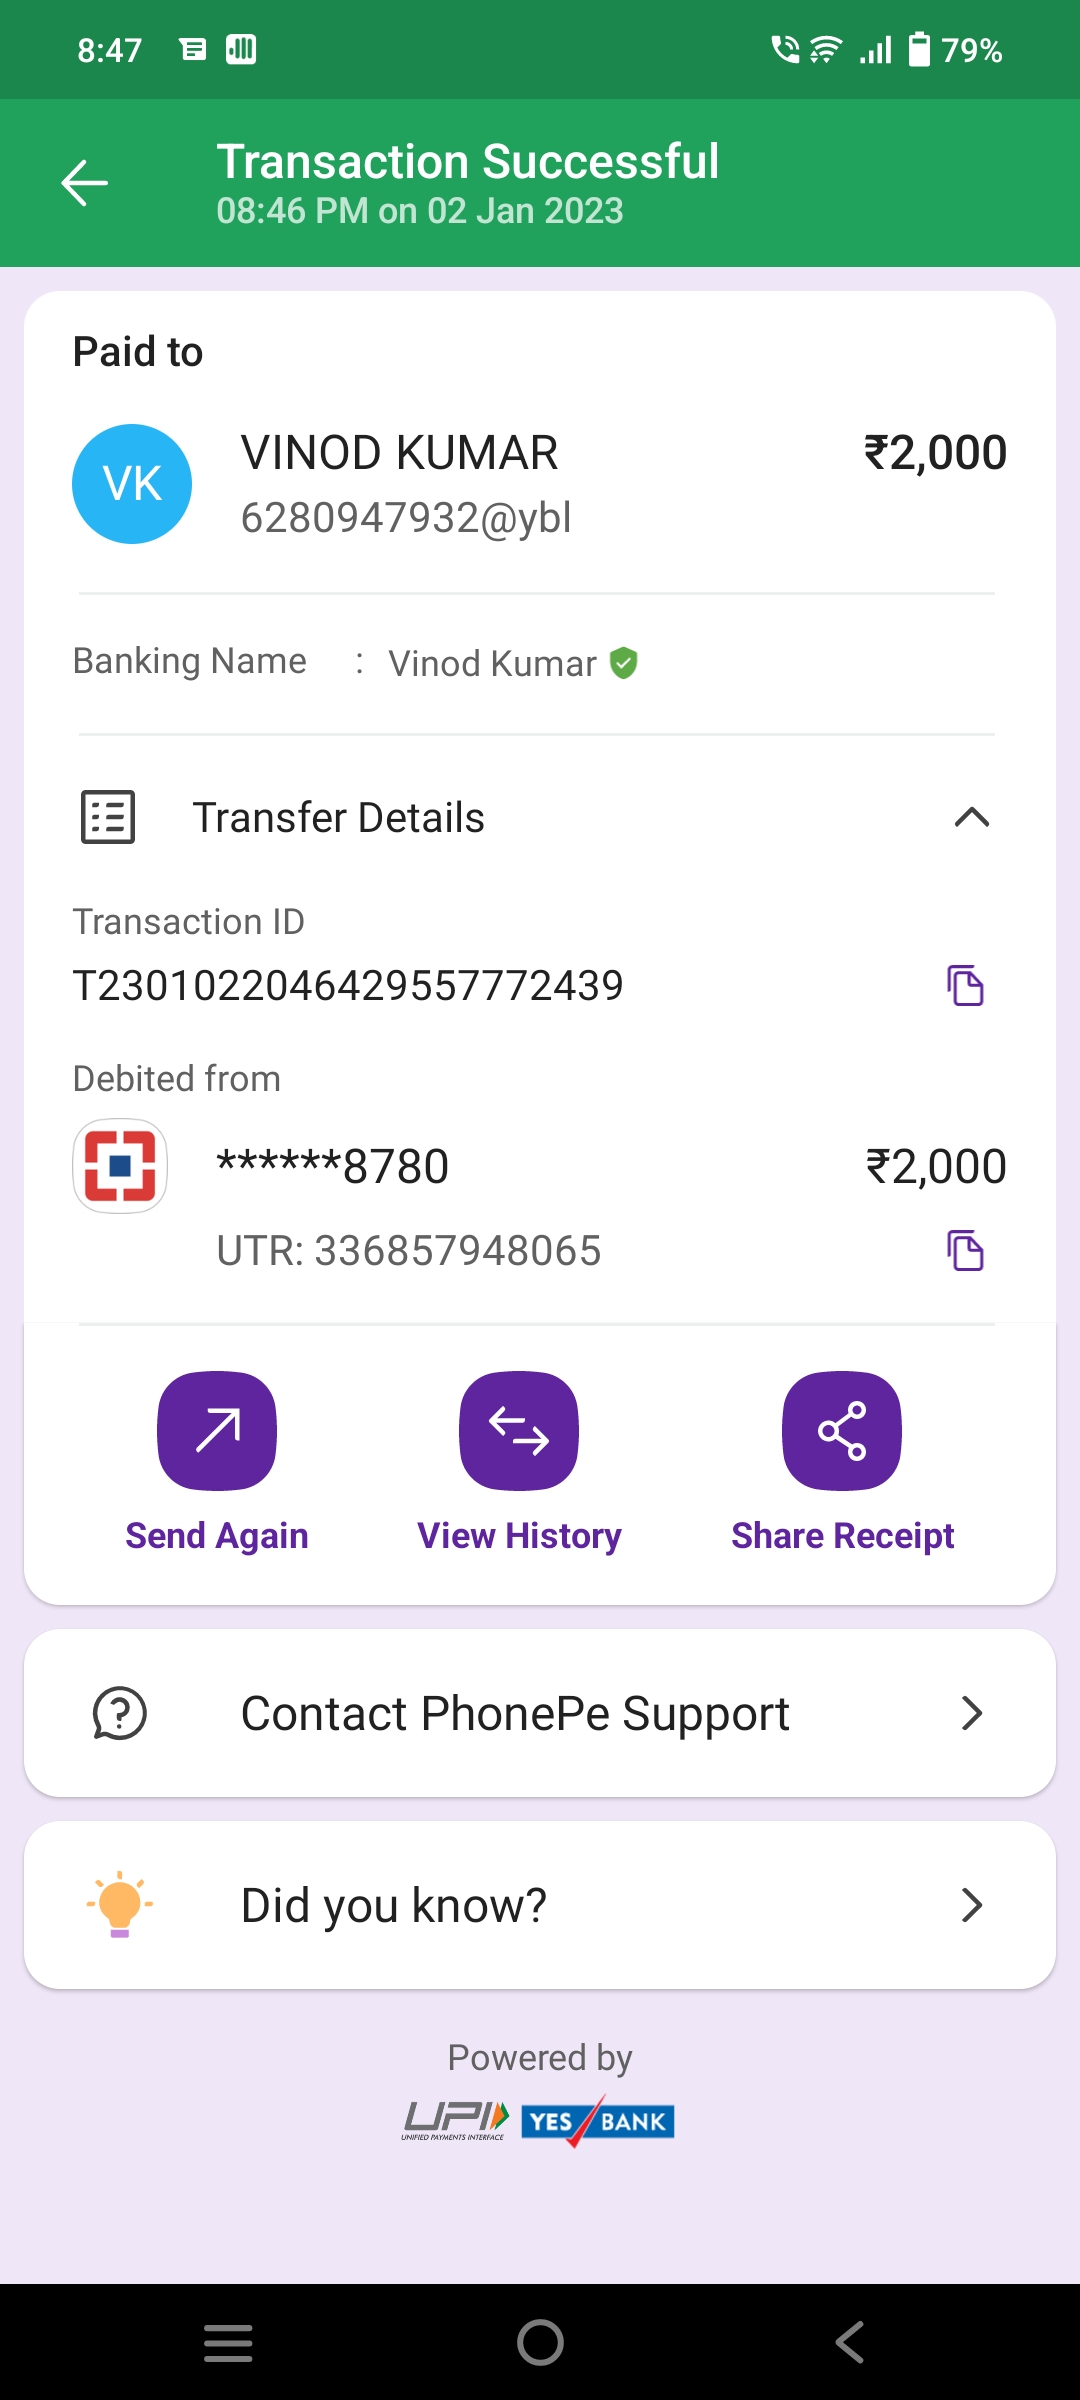 8:47
79%
Transaction Successful
08:46 PM on 02 Jan 2023
Paid to
VK
VINOD KUMAR
₹2,000
6280947932@ybl
Banking Name : Vinod Kumar
Transfer Details
Transaction ID
T2301022046429557772439
Debited from
******8780
₹2,000
UTR: 336857948065
Send Again
View History
Share Receipt
Contact PhonePe Support
Did you know?
Powered by
UPI
UNIFIED PAYMENTS INTERFACE
YES BANK